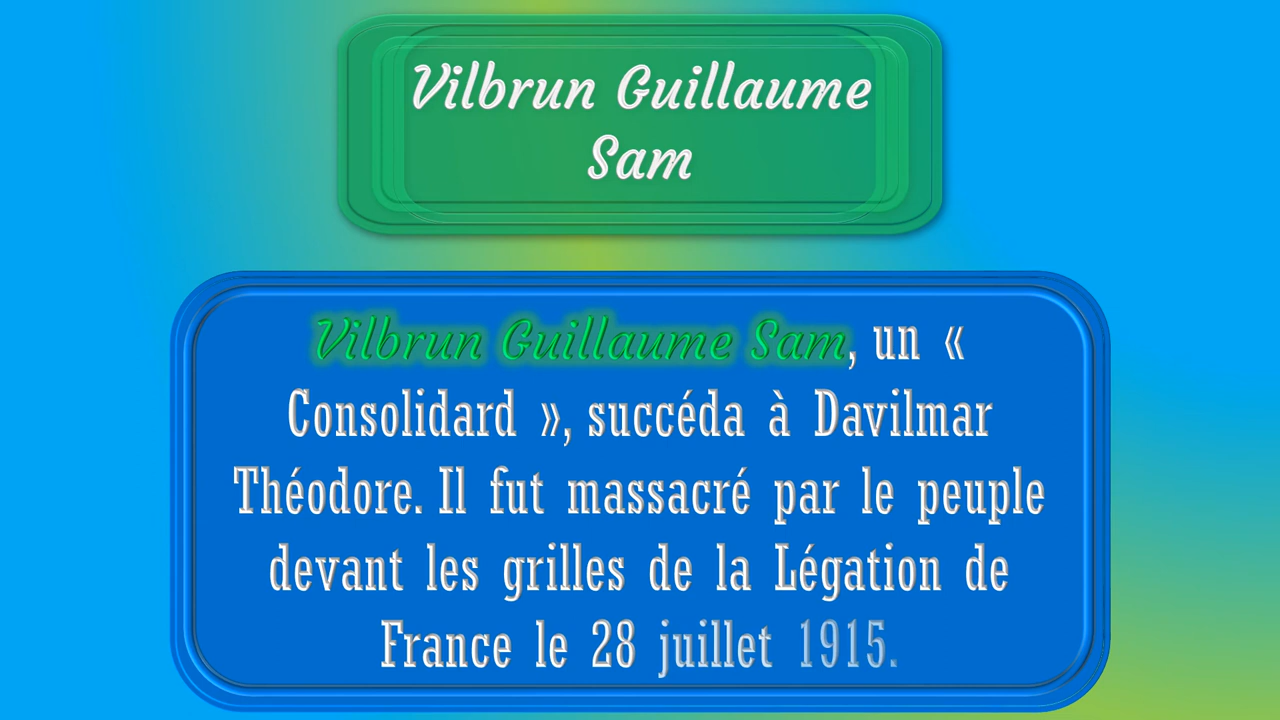 Vilbrun Guillaume
Sam
Vilbrun Guillaume Sam, un «
Consolidard », succéda à Davilmar
Théodore. Il fut massacré par le peuple
devant les grilles de la Légation de
France le 28 juillet 1915.